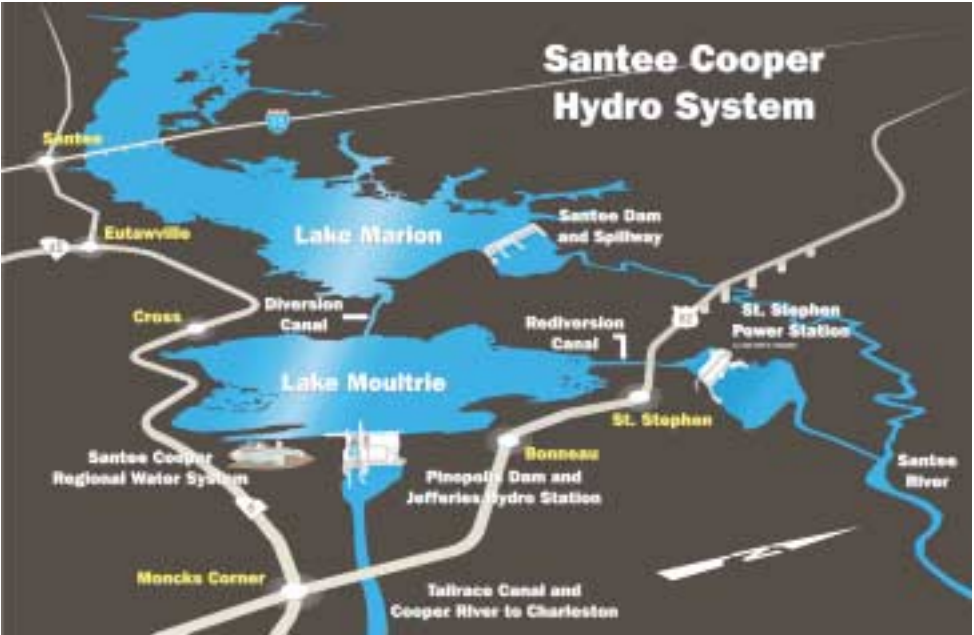 Santee Cooper
Hydro System
95
Santee
Eutawville
Lake Marion
Santee Dam
and Spillway
Diversion
Canal
Cross
Rediversion
Canal
St. Stephen
Power Station
Lake Moultrie
St. Stephen
Bonneau
Santee Cooper
Regional Water System
Pinopolis Dam and
Jefferies Hydro Station
Santee
River
6
Moncks Corner
Tailrace Canal and
Cooper River to Charleston
N